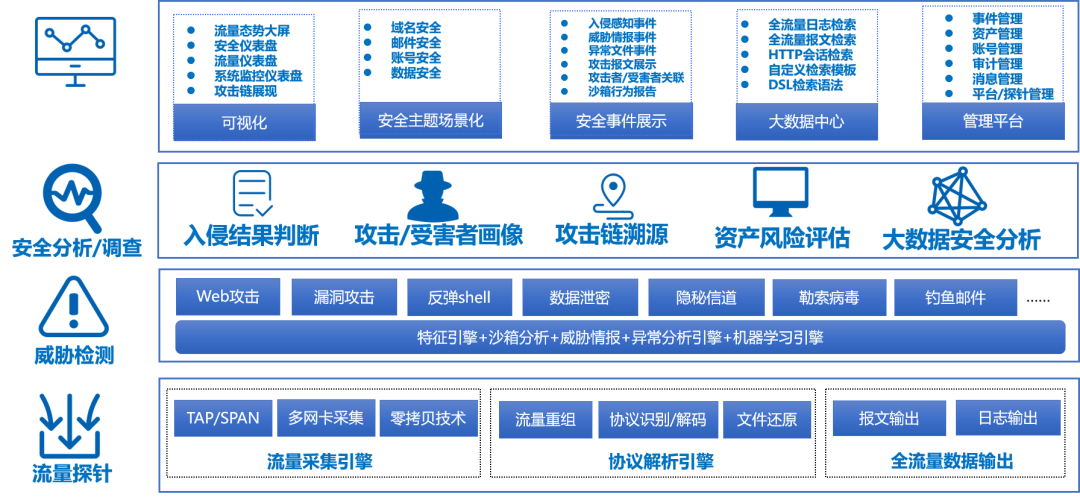 流量态势大屏
安全仪表盘
流量仪表盘
系统监控仪表盘
攻击链展现
可视化
域名安全
邮件安全
账号安全
数据安全
安全主题场景化
入侵感知事件
威胁情报事件
异常文件事件
攻击报文展示
攻击者/受害者关联
沙箱行为报告
安全事件展示
全流量日志检索
全流量报文检索
HTTP会话检索
自定义检索模板
DSL检索语法
大数据中心
事件管理
资产管理
账号管理
审计管理
消息管理
平台/探针管理
管理平台
安全分析/调查
入侵结果判断
攻击/受害者画像
攻击链溯源
资产风险评估
大数据安全分析
威胁检测
Web攻击
漏洞攻击
反弹shell
数据泄密
隐秘信道
勒索病毒
钓鱼邮件
......
特征引擎+沙箱分析+威胁情报+异常分析引擎+机器学习引擎
流量探针
TAP/SPAN
多网卡采集
零拷贝技术
流量采集引擎
流量重组
协议识别/解码
文件还原
协议解析引擎
报文输出
日志输出
全流量数据输出